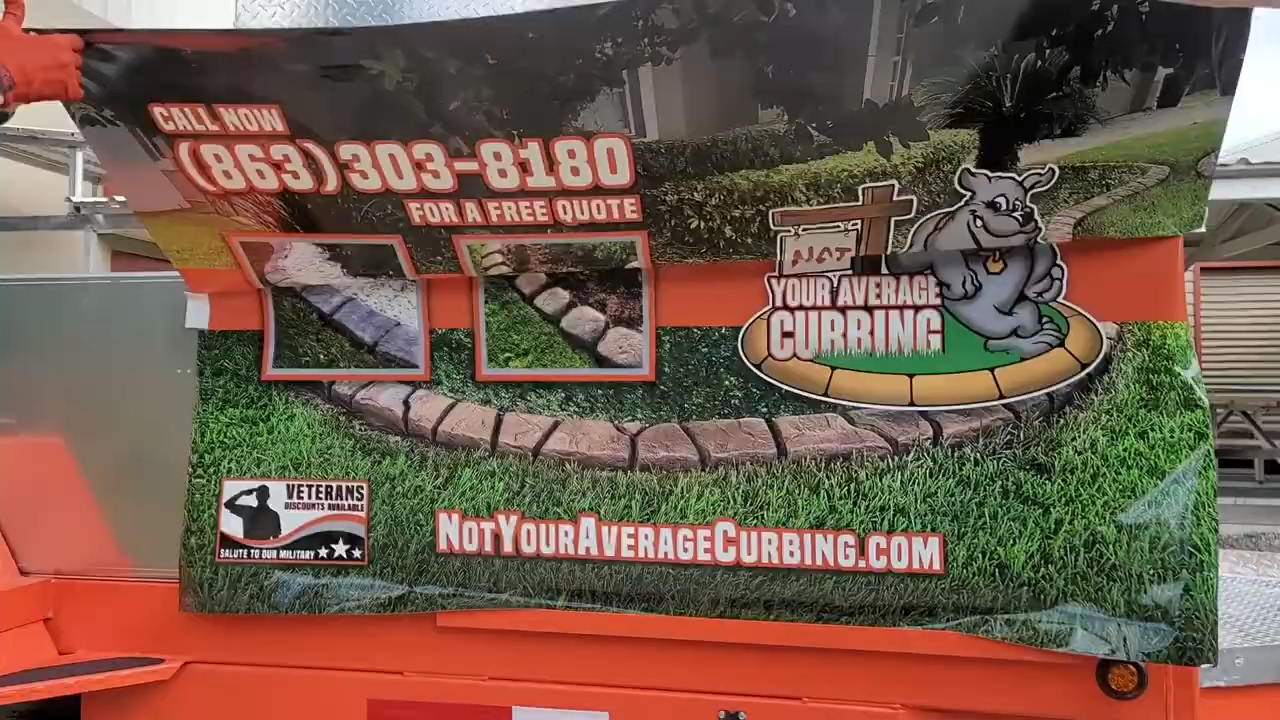 CALL NOW
(863)303-8180
FOR A FREE QUOTE
NOT
YOUR AVERAGE
CURBING
VETERANS
DISCOUNTS AVAILABLE
SALUTE TO OUR MILITARY
NOTYOURAVERAGECURBING.COM